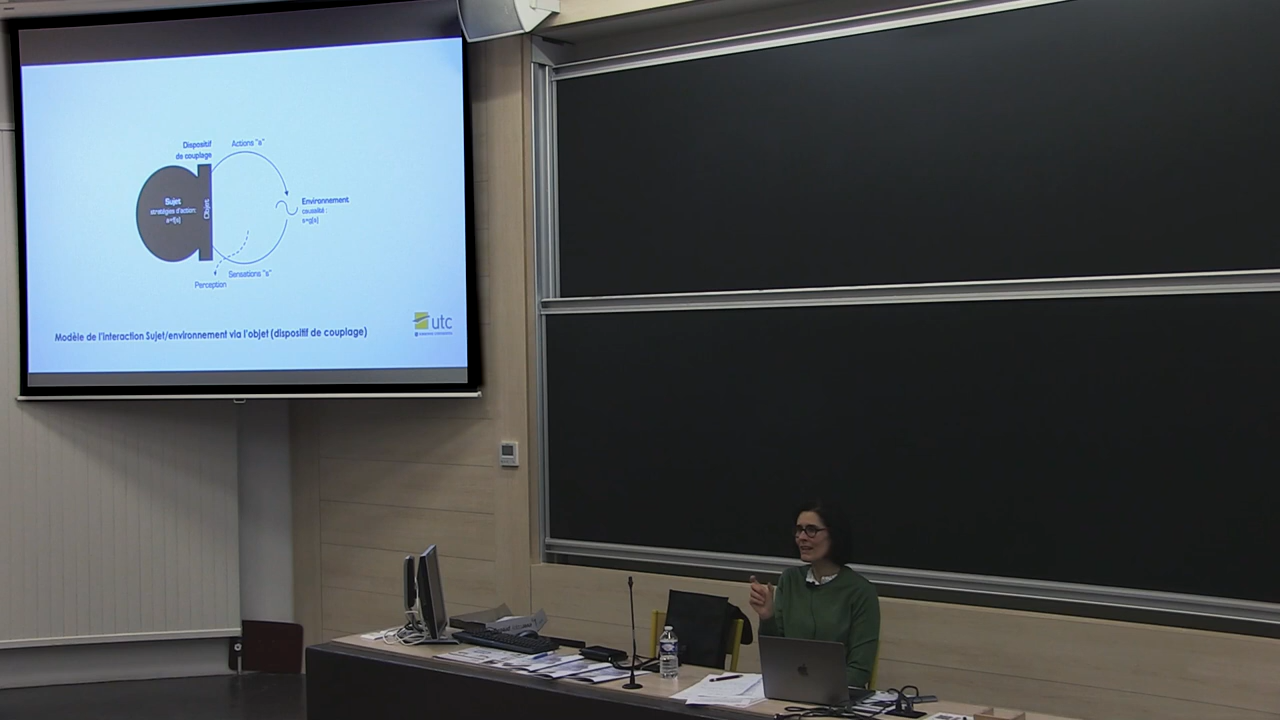 Dispositif
de couplage
Actions "a"
Sujet
stratégies d'action
a=f(s)
Objet
Environnement
causalité :
s=g(a)
Sensations "s"
Perception
Modèle de l'interaction Sujet/environnement via l'objet (dispositif de couplage)
utc